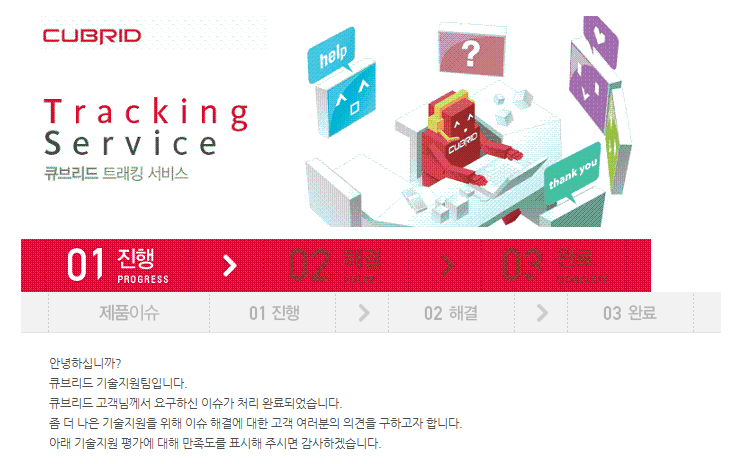 CUBRID
help
?
Tracking
Service
큐브리드 트래킹 서비스
CUBRID
thank you
01 진행 PROGRESS
02 해결
03 완료
제품이슈
01 진행
02 해결
03 완료
안녕하십니까?
큐브리드 기술지원팀입니다.
큐브리드 고객님께서 요구하신 이슈가 처리 완료되었습니다.
좀 더 나은 기술지원을 위해 이슈 해결에 대한 고객 여러분의 의견을 구하고자 합니다.
아래 기술지원 평가에 대해 만족도를 표시해 주시면 감사하겠습니다.